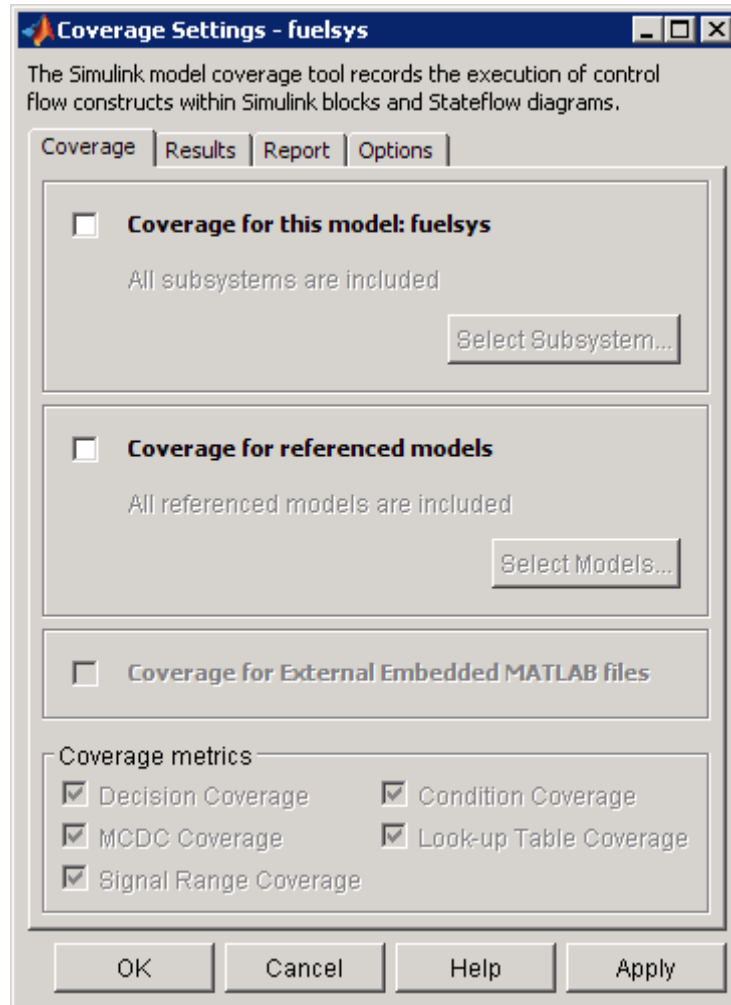 Coverage Settings - fuelsys
The Simulink model coverage tool records the execution of control
flow constructs within Simulink blocks and Stateflow diagrams.
Coverage Results Report Options
Coverage for this model: fuelsys
All subsystems are included
Select Subsystem...
Coverage for referenced models
All referenced models are included
Select Models...
Coverage for External Embedded MATLAB files
Coverage metrics
Decision Coverage Condition Coverage
MCDC Coverage Look-up Table Coverage
Signal Range Coverage
OK Cancel Help Apply